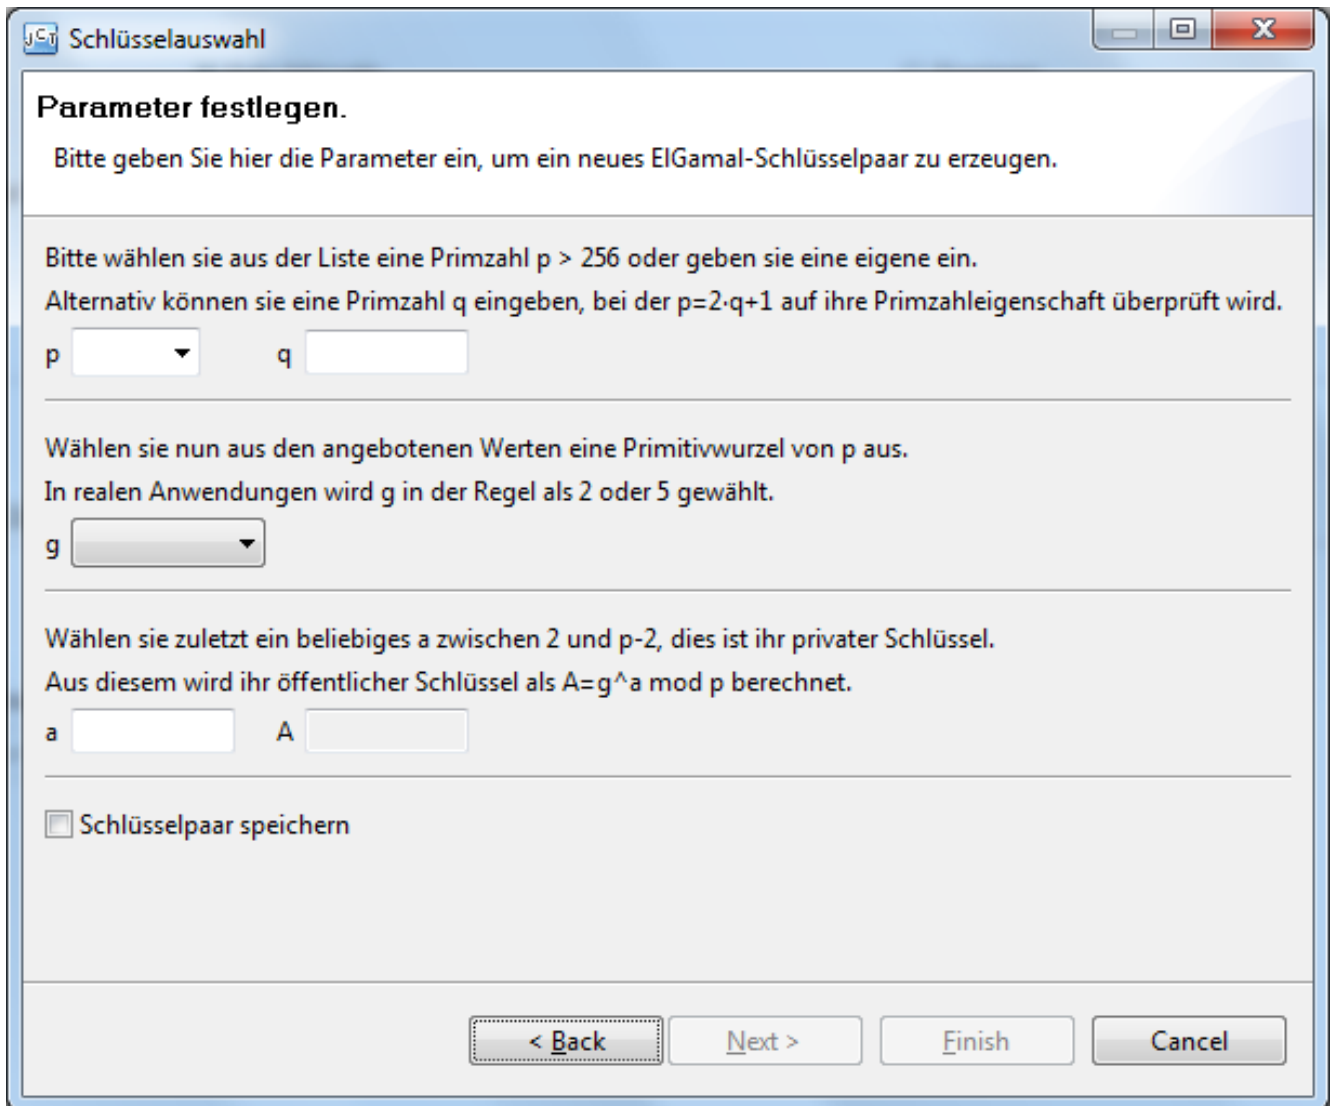 JCT Schlüsselauswahl
Parameter festlegen.
Bitte geben Sie hier die Parameter ein, um ein neues ElGamal-Schlüsselpaar zu erzeugen.
Bitte wählen sie aus der Liste eine Primzahl p > 256 oder geben sie eine eigene ein.
Alternativ können sie eine Primzahl q eingeben, bei der p=2·q+1 auf ihre Primzahleigenschaft überprüft wird.
p q
Wählen sie nun aus den angebotenen Werten eine Primitivwurzel von p aus.
In realen Anwendungen wird g in der Regel als 2 oder 5 gewählt.
g
Wählen sie zuletzt ein beliebiges a zwischen 2 und p-2, dies ist ihr privater Schlüssel.
Aus diesem wird ihr öffentlicher Schlüssel als A=g^a mod p berechnet.
a A
Schlüsselpaar speichern
< Back Next > Finish Cancel